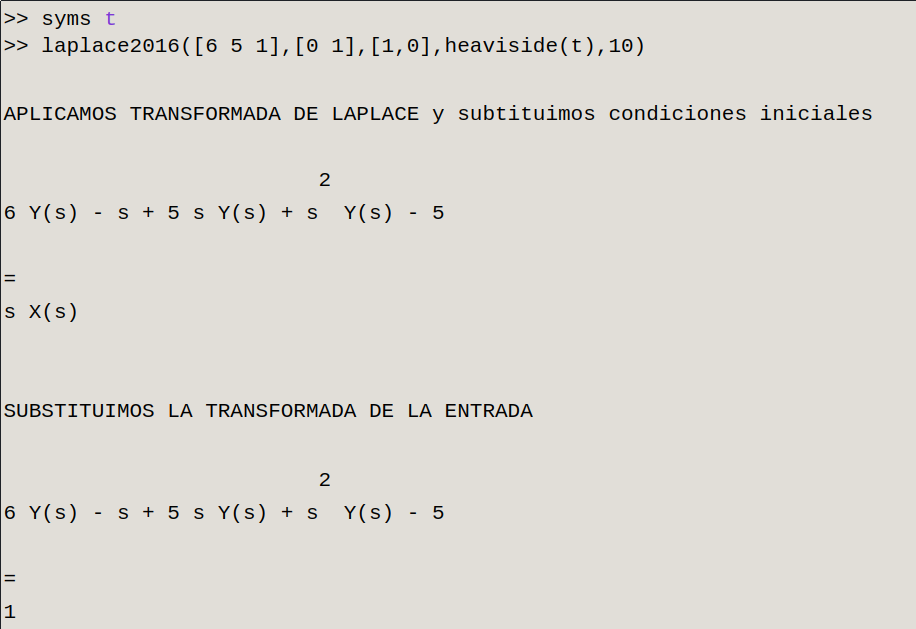 >> syms t
>> laplace2016([6 5 1],[0 1],[1,0],heaviside(t),10)
APLICAMOS TRANSFORMADA DE LAPLACE y subtituimos condiciones iniciales
2
6 Y(s) - s + 5 s Y(s) + s  Y(s) - 5
=
s X(s)
SUBSTITUIMOS LA TRANSFORMADA DE LA ENTRADA
2
6 Y(s) - s + 5 s Y(s) + s  Y(s) - 5
=
1